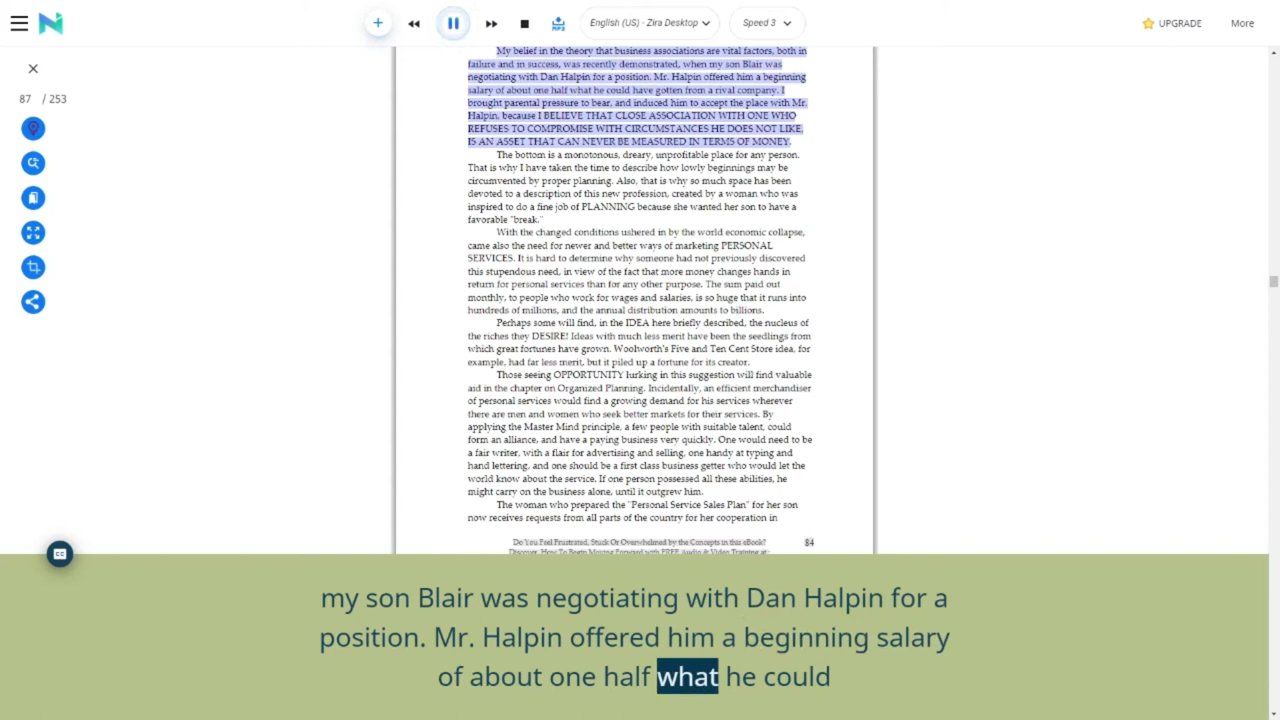 English (US) - Zira Desktop
Speed 3
UPGRADE
More
MP3
87 / 253
My belief in the theory that business associations are vital factors, both in
failure and in success, was recently demonstrated, when my son Blair was
negotiating with Dan Halpin for a position. Mr. Halpin offered him a beginning
salary of about one half what he could have gotten from a rival company. I
brought parental pressure to bear, and induced him to accept the place with Mr.
Halpin, because I BELIEVE THAT CLOSE ASSOCIATION WITH ONE WHO
REFUSES TO COMPROMISE WITH CIRCUMSTANCES HE DOES NOT LIKE,
IS AN ASSET THAT CAN NEVER BE MEASURED IN TERMS OF MONEY.
The bottom is a monotonous, dreary, unprofitable place for any person.
That is why I have taken the time to describe how lowly beginnings may be
circumvented by proper planning. Also, that is why so much space has been
devoted to a description of this new profession, created by a woman who was
inspired to do a fine job of PLANNING because she wanted her son to have a
favorable "break."
With the changed conditions ushered in by the world economic collapse,
came also the need for newer and better ways of marketing PERSONAL
SERVICES. It is hard to determine why someone had not previously discovered
this stupendous need, in view of the fact that more money changes hands in
return for personal services than for any other purpose. The sum paid out
monthly, to people who work for wages and salaries, is so huge that it runs into
hundreds of millions, and the annual distribution amounts to billions.
Perhaps some will find, in the IDEA here briefly described, the nucleus of
the riches they DESIRE! Ideas with much less merit have been the seedlings from
which great fortunes have grown. Woolworth's Five and Ten Cent Store idea, for
example, had far less merit, but it piled up a fortune for its creator.
Those seeing OPPORTUNITY lurking in this suggestion will find valuable
aid in the chapter on Organized Planning. Incidentally, an efficient merchandiser
of personal services would find a growing demand for his services wherever
there are men and women who seek better markets for their services. By
applying the Master Mind principle, a few people with suitable talent, could
form an alliance, and have a paying business very quickly. One would need to be
a fair writer, with a flair for advertising and selling, one handy at typing and
hand lettering, and one should be a first class business getter who would let the
world know about the service. If one person possessed all these abilities, he
might carry on the business alone, until it outgrew him.
The woman who prepared the "Personal Service Sales Plan" for her son
now receives requests from all parts of the country for her cooperation in
Do You Feel Frustrated, Stuck Or Overwhelmed by the Concepts in this eBook?
84
Discover How To Begin Moving Forward with FREE Audio & Video Training at:
CC
my son Blair was negotiating with Dan Halpin for a
position. Mr. Halpin offered him a beginning salary
of about one half what he could